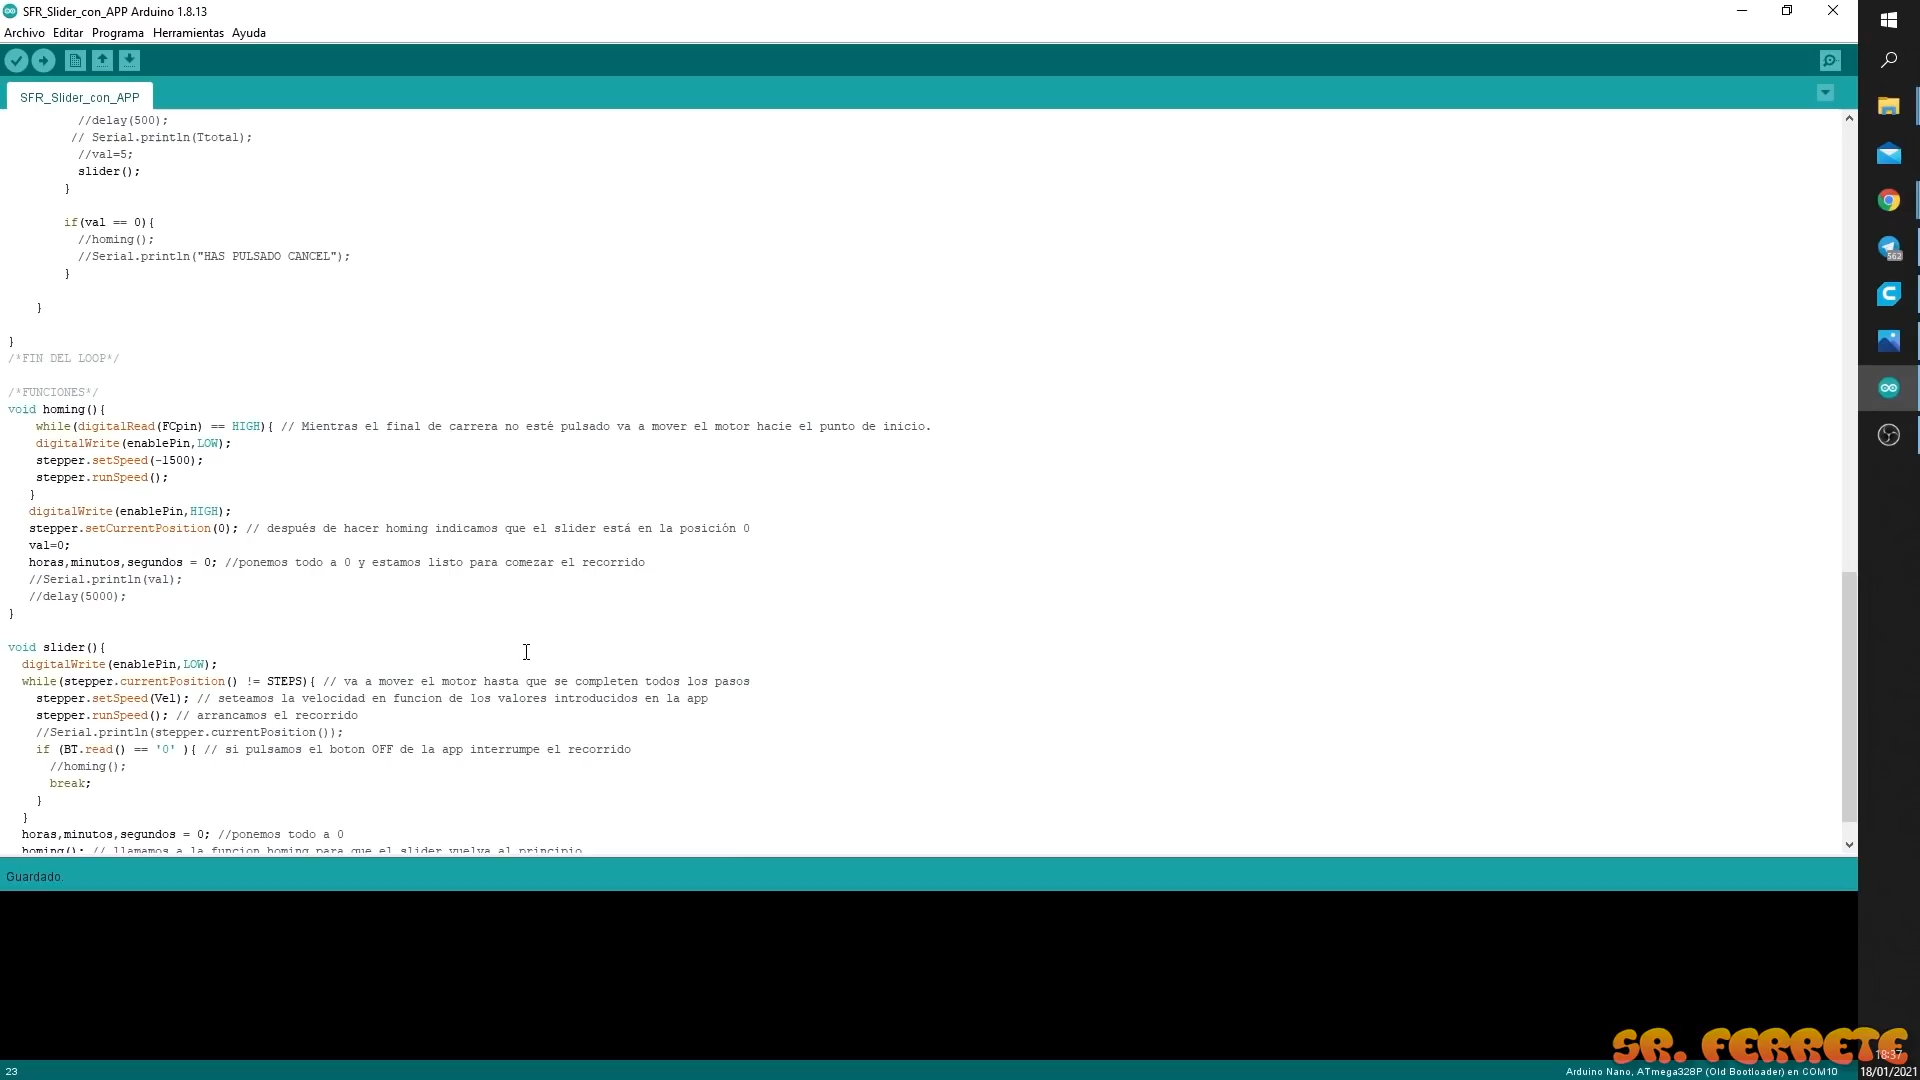 SFR_Slider_con_APP Arduino 1.8.13
Archivo Editar Programa Herramientas Ayuda
SFR_Slider_con_APP
//delay(500);
// Serial.println(Ttotal);
//val=5;
slider();
}
if(val == 0){
//homing();
//Serial.println("HAS PULSADO CANCEL");
}
}
}
/*FIN DEL LOOP*/
/*FUNCIONES*/
void homing(){
while(digitalRead(FCpin) == HIGH){ // Mientras el final de carrera no esté pulsado va a mover el motor hacie el punto de inicio.
digitalWrite(enablePin,LOW);
stepper.setSpeed(-1500);
stepper.runSpeed();
}
digitalWrite(enablePin,HIGH);
stepper.setCurrentPosition(0); // después de hacer homing indicamos que el slider está en la posición 0
val=0;
horas,minutos,segundos = 0; //ponemos todo a 0 y estamos listo para comezar el recorrido
//Serial.println(val);
//delay(5000);
}
void slider(){
digitalWrite(enablePin,LOW);
while(stepper.currentPosition() != STEPS){ // va a mover el motor hasta que se completen todos los pasos
stepper.setSpeed(Vel); // seteamos la velocidad en funcion de los valores introducidos en la app
stepper.runSpeed(); // arrancamos el recorrido
//Serial.println(stepper.currentPosition());
if (BT.read() == '0' ){ // si pulsamos el boton OFF de la app interrumpe el recorrido
//homing();
break;
}
}
horas,minutos,segundos = 0; //ponemos todo a 0
homing(); // llamamos a la funcion homing para que el slider vuelva al principio
Guardado.
562
SR. FERRETE
18:37
23
Arduino Nano, ATmega328P (Old Bootloader) en COM10
18/01/2021